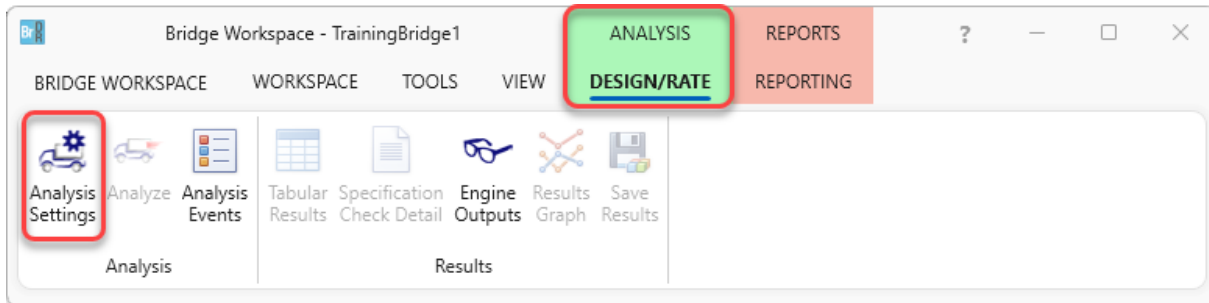 Br Bridge Workspace - TrainingBridge1 ANALYSIS REPORTS ?
BRIDGE WORKSPACE WORKSPACE TOOLS VIEW DESIGN/RATE REPORTING
Analysis Analyze Analysis Tabular Specification Engine Results Save
Settings Events Results Check Detail Outputs Graph Results
Analysis Results